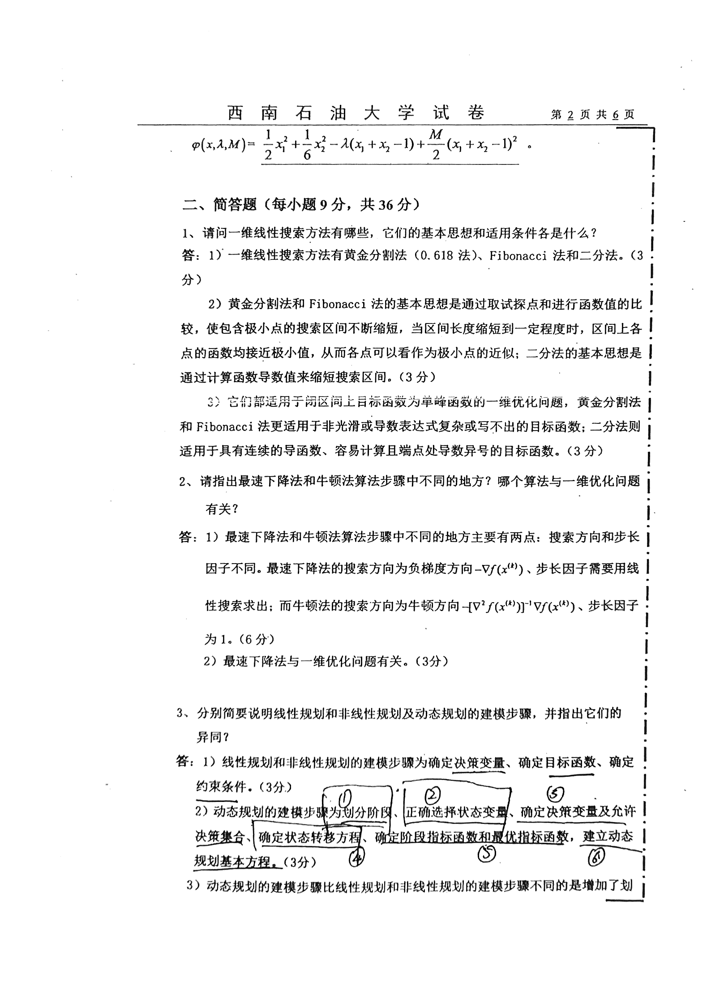 西南石油大学试卷 第 2 页 共 6 页
φ(x,λ,M)= 1/2 x₁² + 1/6 x₂² − λ(x₁ + x₂ −1) + M/2 (x₁ + x₂ −1)² 。
二、简答题（每小题 9 分，共 36 分）
1、请问一维线性搜索方法有哪些，它们的基本思想和适用条件各是什么？
答：1）一维线性搜索方法有黄金分割法（0.618 法）、Fibonacci 法和二分法。（3
分）
2）黄金分割法和 Fibonacci 法的基本思想是通过取试探点和进行函数值的比
较，使包含极小点的搜索区间不断缩短，当区间长度缩短到一定程度时，区间上各
点的函数均接近极小值，从而各点可以看作为极小点的近似；二分法的基本思想是
通过计算函数导数值来缩短搜索区间。（3 分）
3）它们都适用于闭区间上目标函数为单峰函数的一维优化问题，黄金分割法
和 Fibonacci 法更适用于非光滑或导数表达式复杂或写不出的目标函数；二分法则
适用于具有连续的导函数、容易计算且端点处导数异号的目标函数。（3 分）
2、请指出最速下降法和牛顿法算法步骤中不同的地方？哪个算法与一维优化问题
有关？
答：1）最速下降法和牛顿法算法步骤中不同的地方主要有两点：搜索方向和步长
因子不同。最速下降法的搜索方向为负梯度方向 −∇f(x⁽ᵏ⁾)、步长因子需要用线
性搜索求出；而牛顿法的搜索方向为牛顿方向 −[∇²f(x⁽ᵏ⁾)]⁻¹∇f(x⁽ᵏ⁾)、步长因子
为 1。（6 分）
2）最速下降法与一维优化问题有关。（3分）
3、分别简要说明线性规划和非线性规划及动态规划的建模步骤，并指出它们的
异同？
答：1）线性规划和非线性规划的建模步骤为确定决策变量、确定目标函数、确定
约束条件。（3分）
① ② ③
2）动态规划的建模步骤为划分阶段、正确选择状态变量、确定决策变量及允许
决策集合、确定状态转移方程、确定阶段指标函数和最优指标函数，建立动态
④ ⑤ ⑥
规划基本方程。（3分）
3）动态规划的建模步骤比线性规划和非线性规划的建模步骤不同的是增加了划